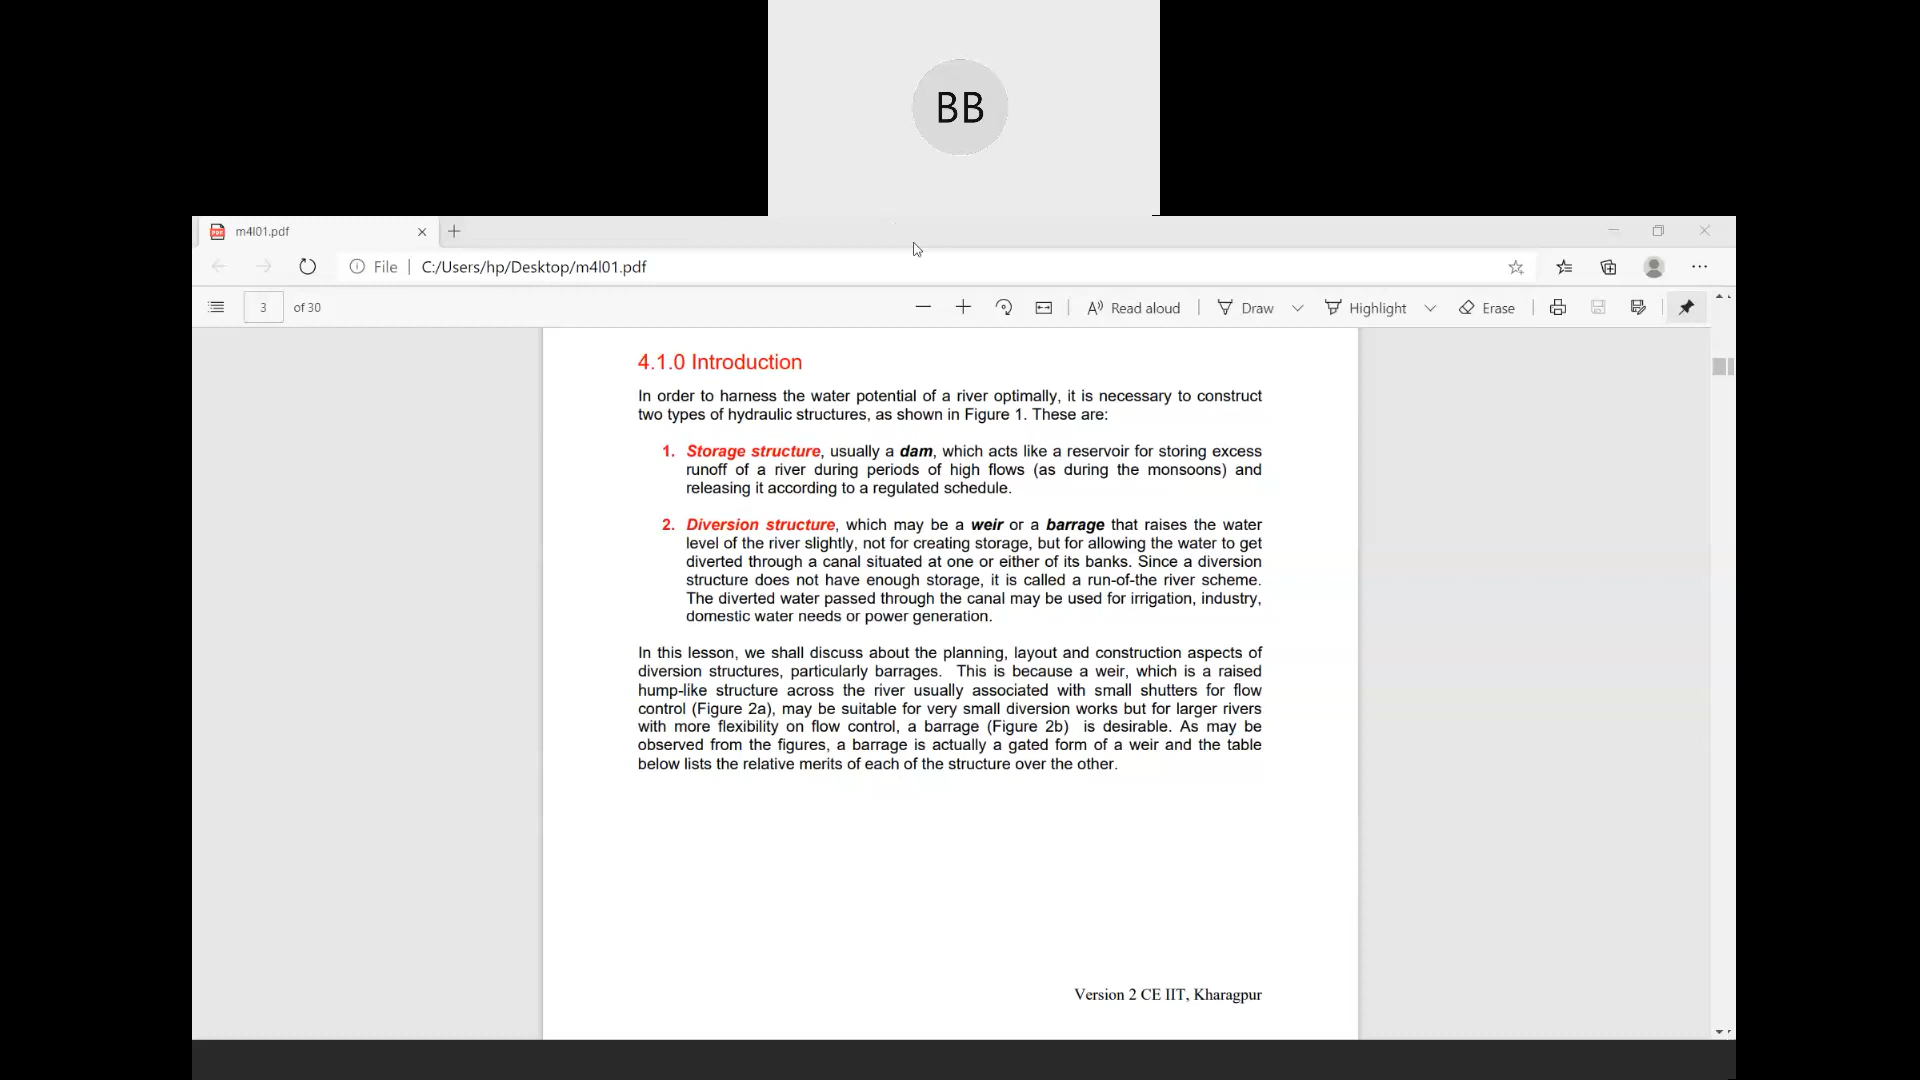 BB
m4l01.pdf
File | C:/Users/hp/Desktop/m4l01.pdf
3 of 30 Read aloud Draw Highlight Erase
4.1.0 Introduction
In order to harness the water potential of a river optimally, it is necessary to construct
two types of hydraulic structures, as shown in Figure 1. These are:
1. Storage structure, usually a dam, which acts like a reservoir for storing excess
runoff of a river during periods of high flows (as during the monsoons) and
releasing it according to a regulated schedule.
2. Diversion structure, which may be a weir or a barrage that raises the water
level of the river slightly, not for creating storage, but for allowing the water to get
diverted through a canal situated at one or either of its banks. Since a diversion
structure does not have enough storage, it is called a run-of-the river scheme.
The diverted water passed through the canal may be used for irrigation, industry,
domestic water needs or power generation.
In this lesson, we shall discuss about the planning, layout and construction aspects of
diversion structures, particularly barrages. This is because a weir, which is a raised
hump-like structure across the river usually associated with small shutters for flow
control (Figure 2a), may be suitable for very small diversion works but for larger rivers
with more flexibility on flow control, a barrage (Figure 2b) is desirable. As may be
observed from the figures, a barrage is actually a gated form of a weir and the table
below lists the relative merits of each of the structure over the other.
Version 2 CE IIT, Kharagpur